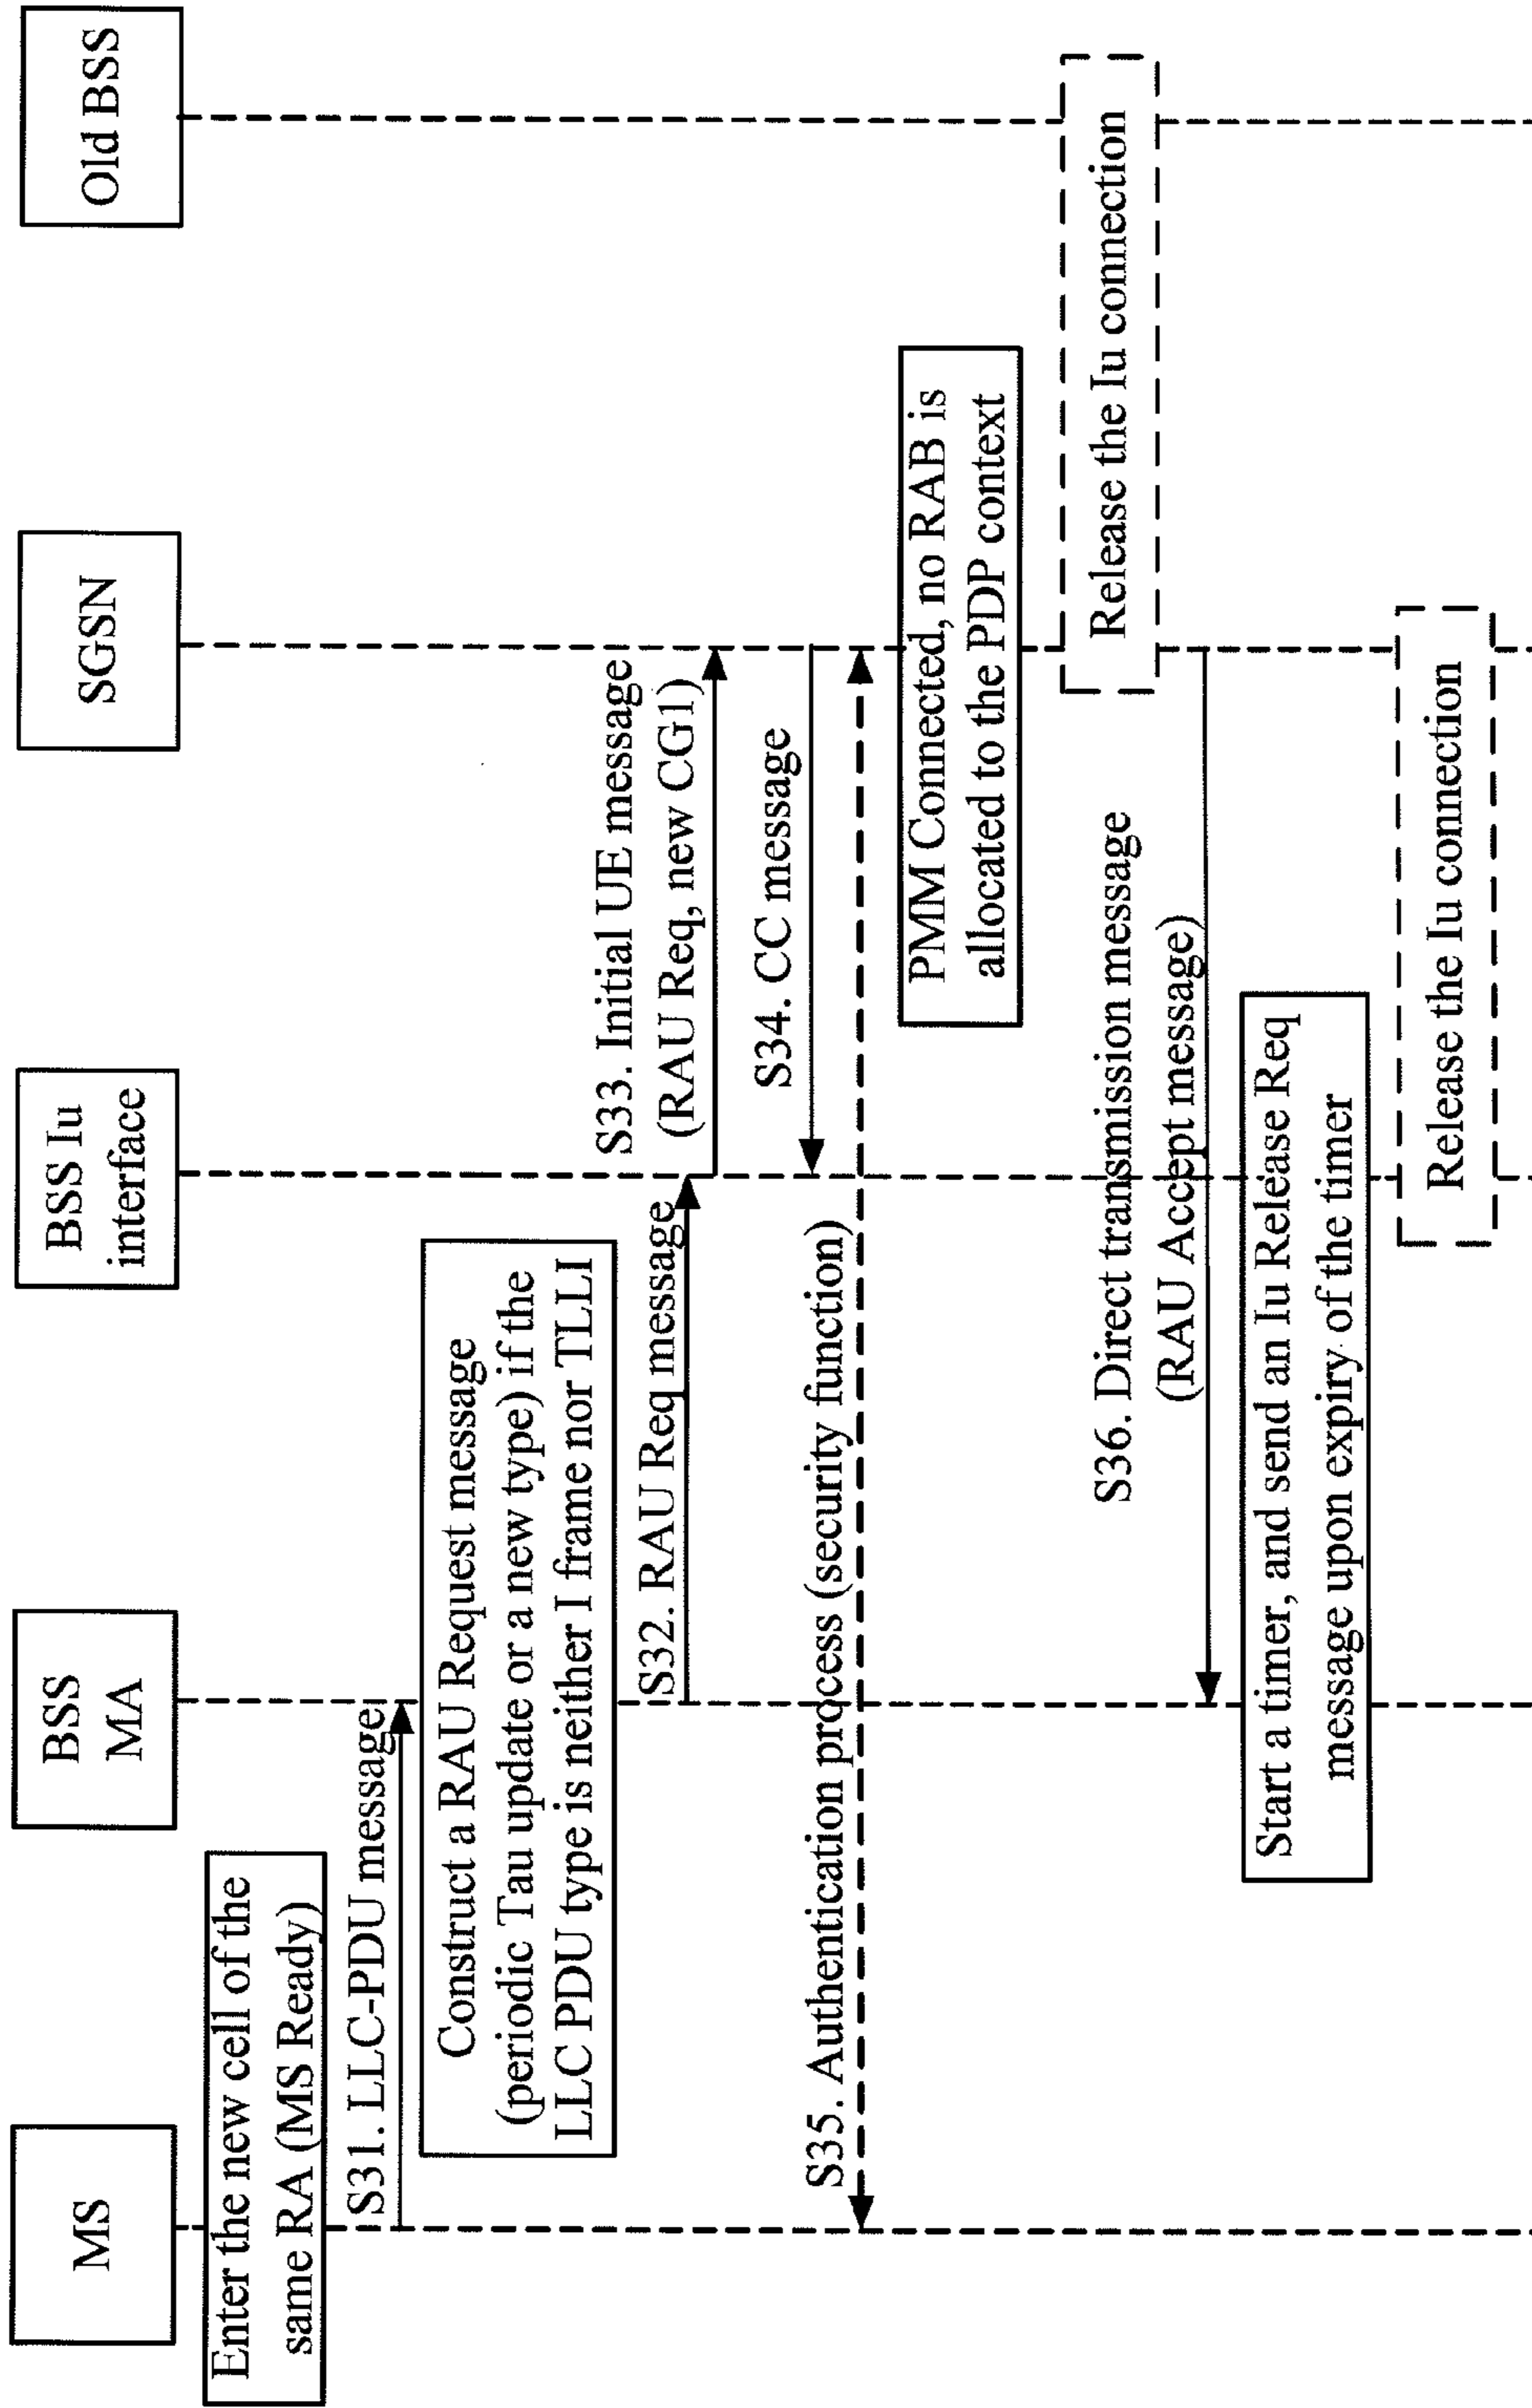 MS
BSS
MA
BSS Iu
interface
SGSN
Old BSS
Enter the new cell of the
same RA (MS Ready)
S31. LLC-PDU message
Construct a RAU Request message
(periodic Tau update or a new type) if the
LLC PDU type is neither I frame nor TLLI
S32. RAU Req message
S33. Initial UE message
(RAU Req, new CG1)
S34. CC message
S35. Authentication process (security function)
PMM Connected, no RAB is
allocated to the PDP context
Release the Iu connection
S36. Direct transmission message
(RAU Accept message)
Start a timer, and send an Iu Release Req
message upon expiry of the timer
Release the Iu connection